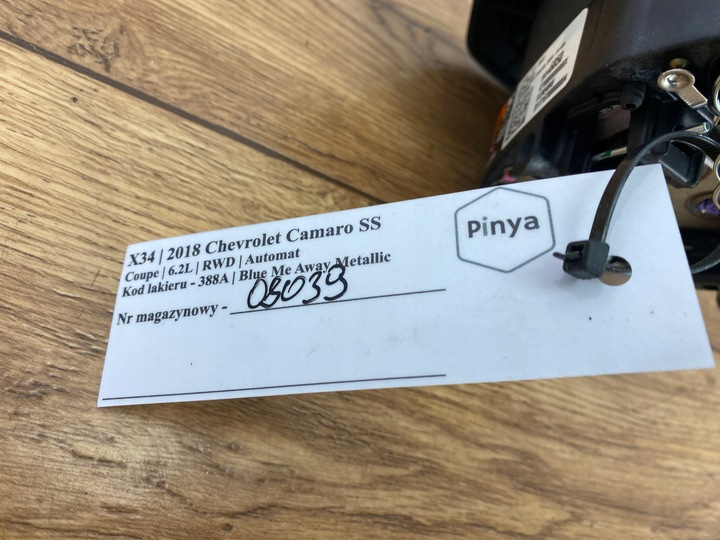 X34 | 2018 Chevrolet Camaro SS
Coupe | 6.2L | RWD | Automat
Kod lakieru - 388A | Blue Me Away Metallic
Nr magazynowy - 08039
Pinya